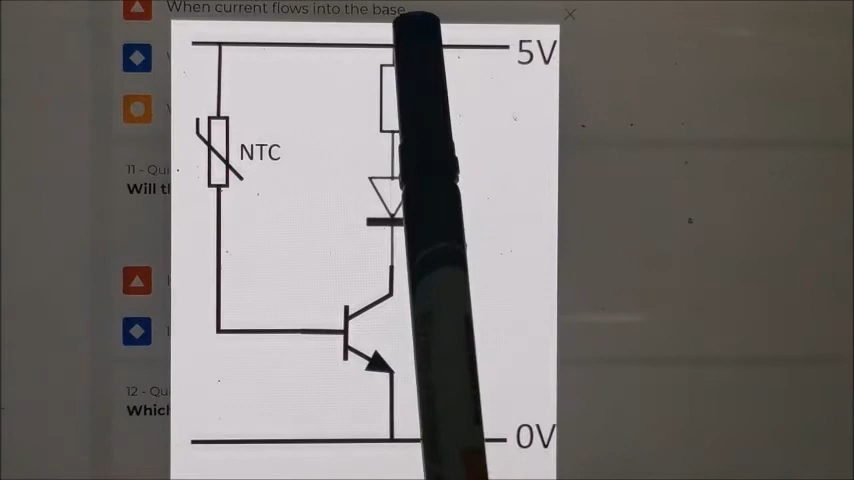 When current flows into the base
5V
NTC
11 - Qu
Will t
12 - Qu
Which
0V